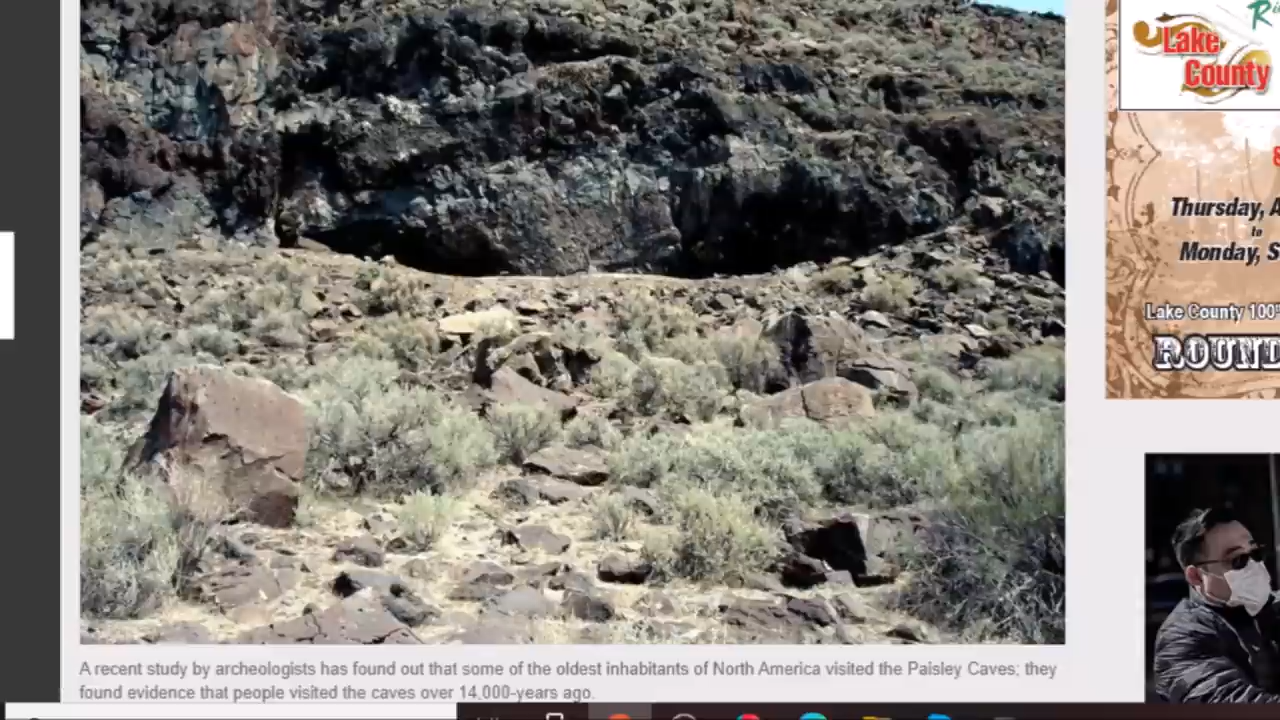 Lake
County
Thursday, A
to
Monday, S
Lake County 100
ROUND
A recent study by archeologists has found out that some of the oldest inhabitants of North America visited the Paisley Caves; they
found evidence that people visited the caves over 14,000-years ago.